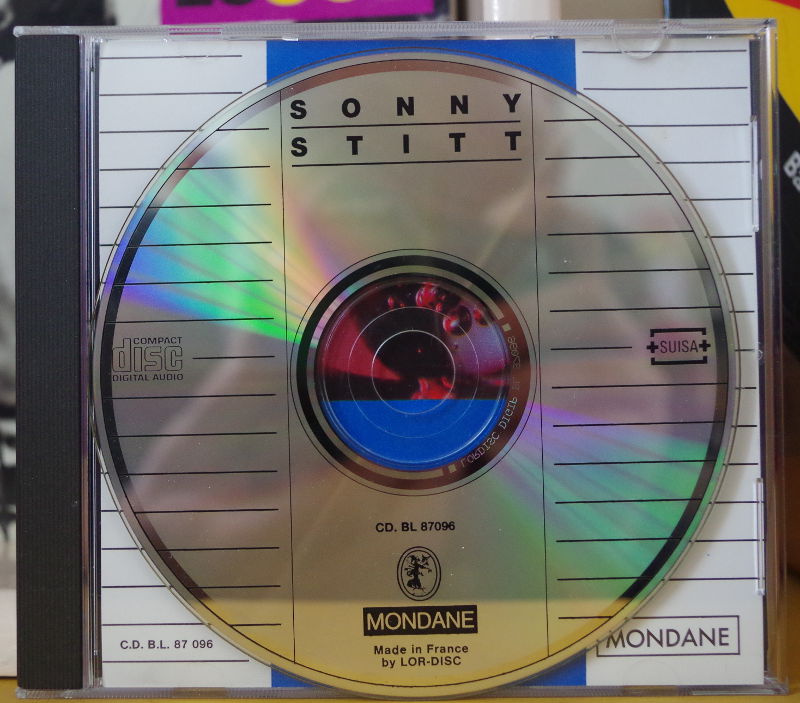 SONNY
STITT
COMPACT
disc
DIGITAL AUDIO
SUISA
CD. BL 87096
MONDANE
Made in France
by LOR-DISC
C.D. B.L. 87 096
MONDANE